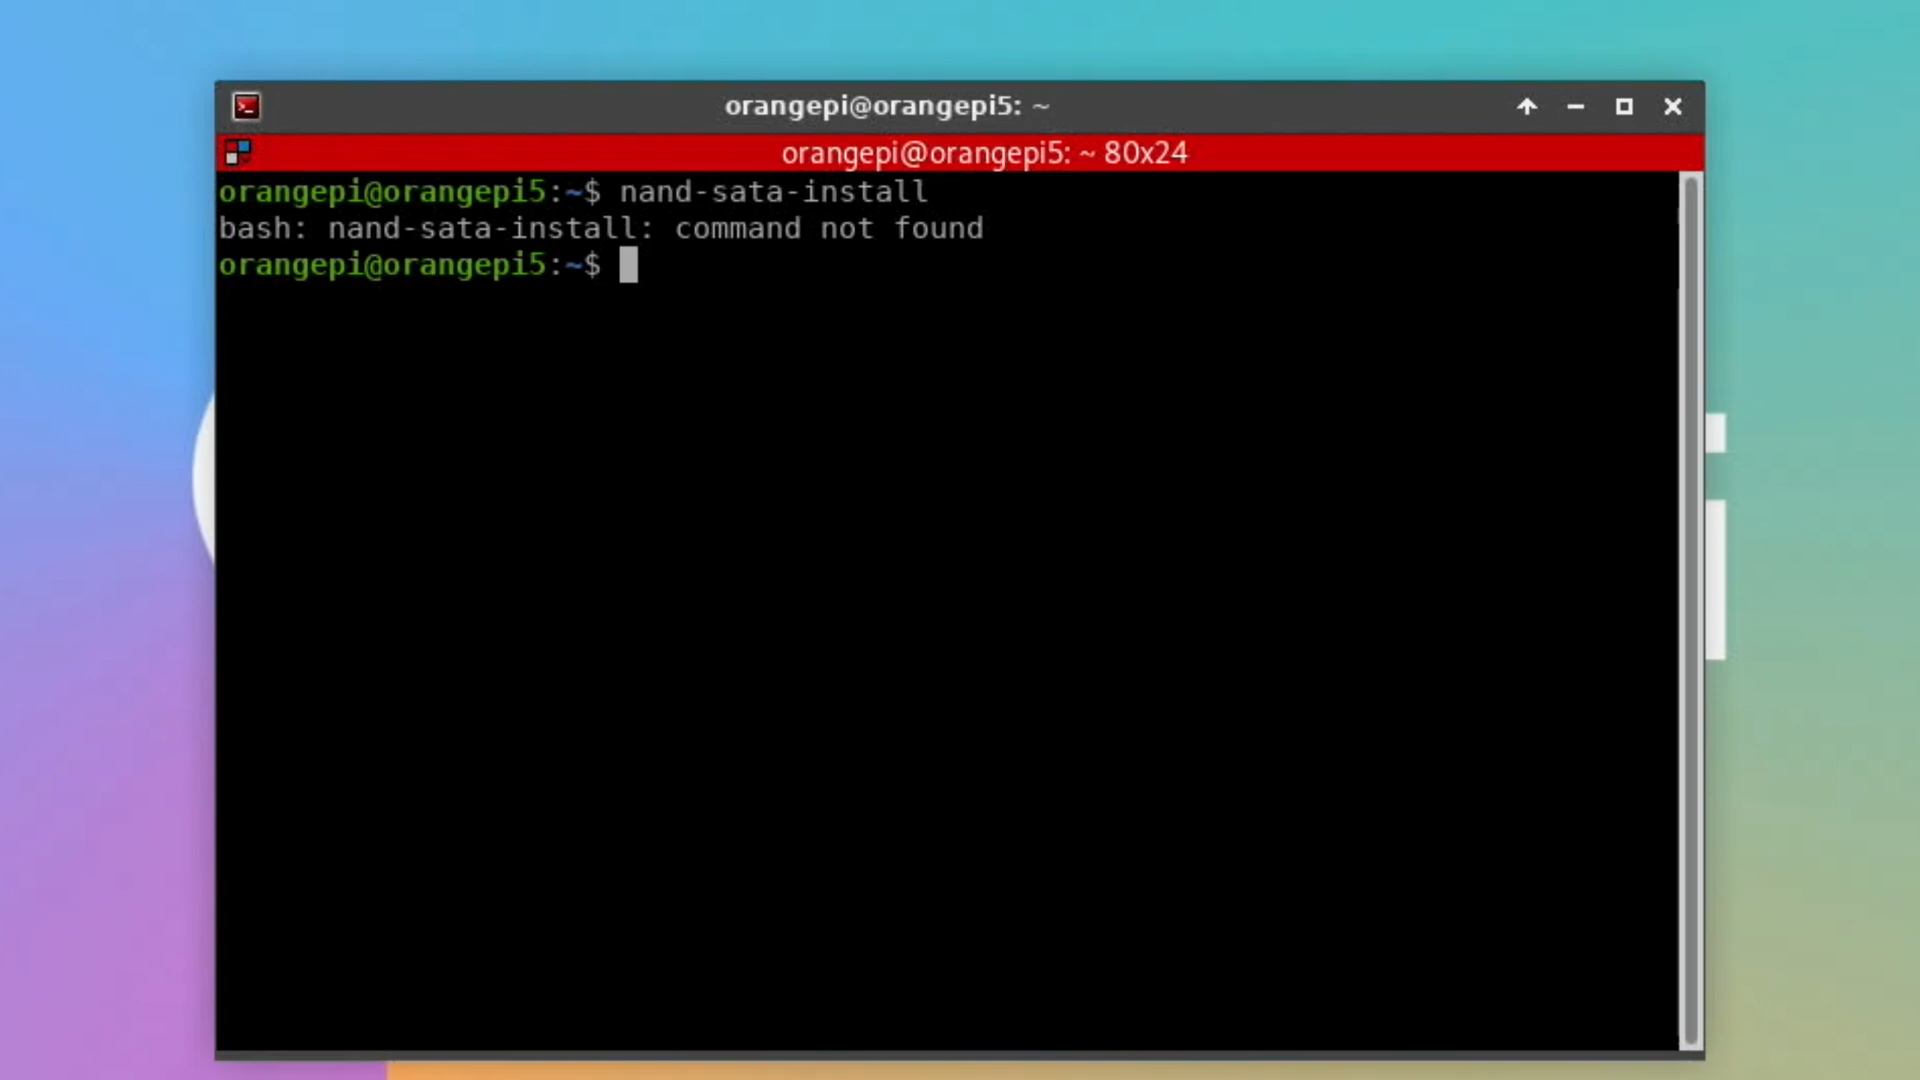 orangepi@orangepi5: ~
orangepi@orangepi5: ~ 80x24
orangepi@orangepi5:~$ nand-sata-install
bash: nand-sata-install: command not found
orangepi@orangepi5:~$